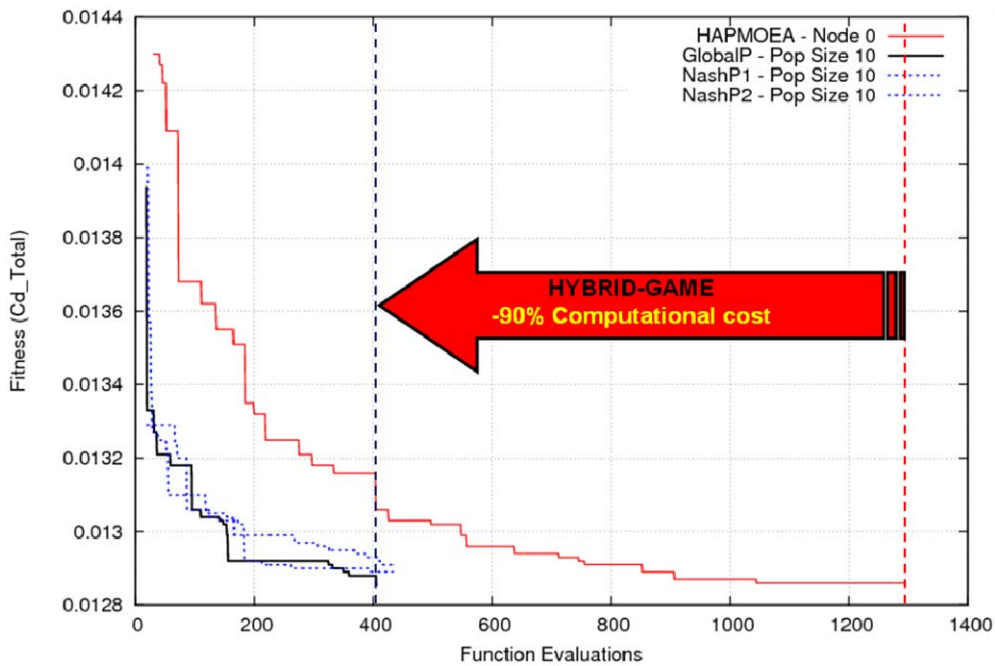 0.0144
0.0142
0.014
0.0138
0.0136
0.0134
0.0132
0.013
0.0128
Fitness (Cd_Total)
HAPMOEA - Node 0
GlobalP - Pop Size 10
NashP1 - Pop Size 10
NashP2 - Pop Size 10
HYBRID-GAME
-90% Computational cost
0 200 400 600 800 1000 1200 1400
Function Evaluations